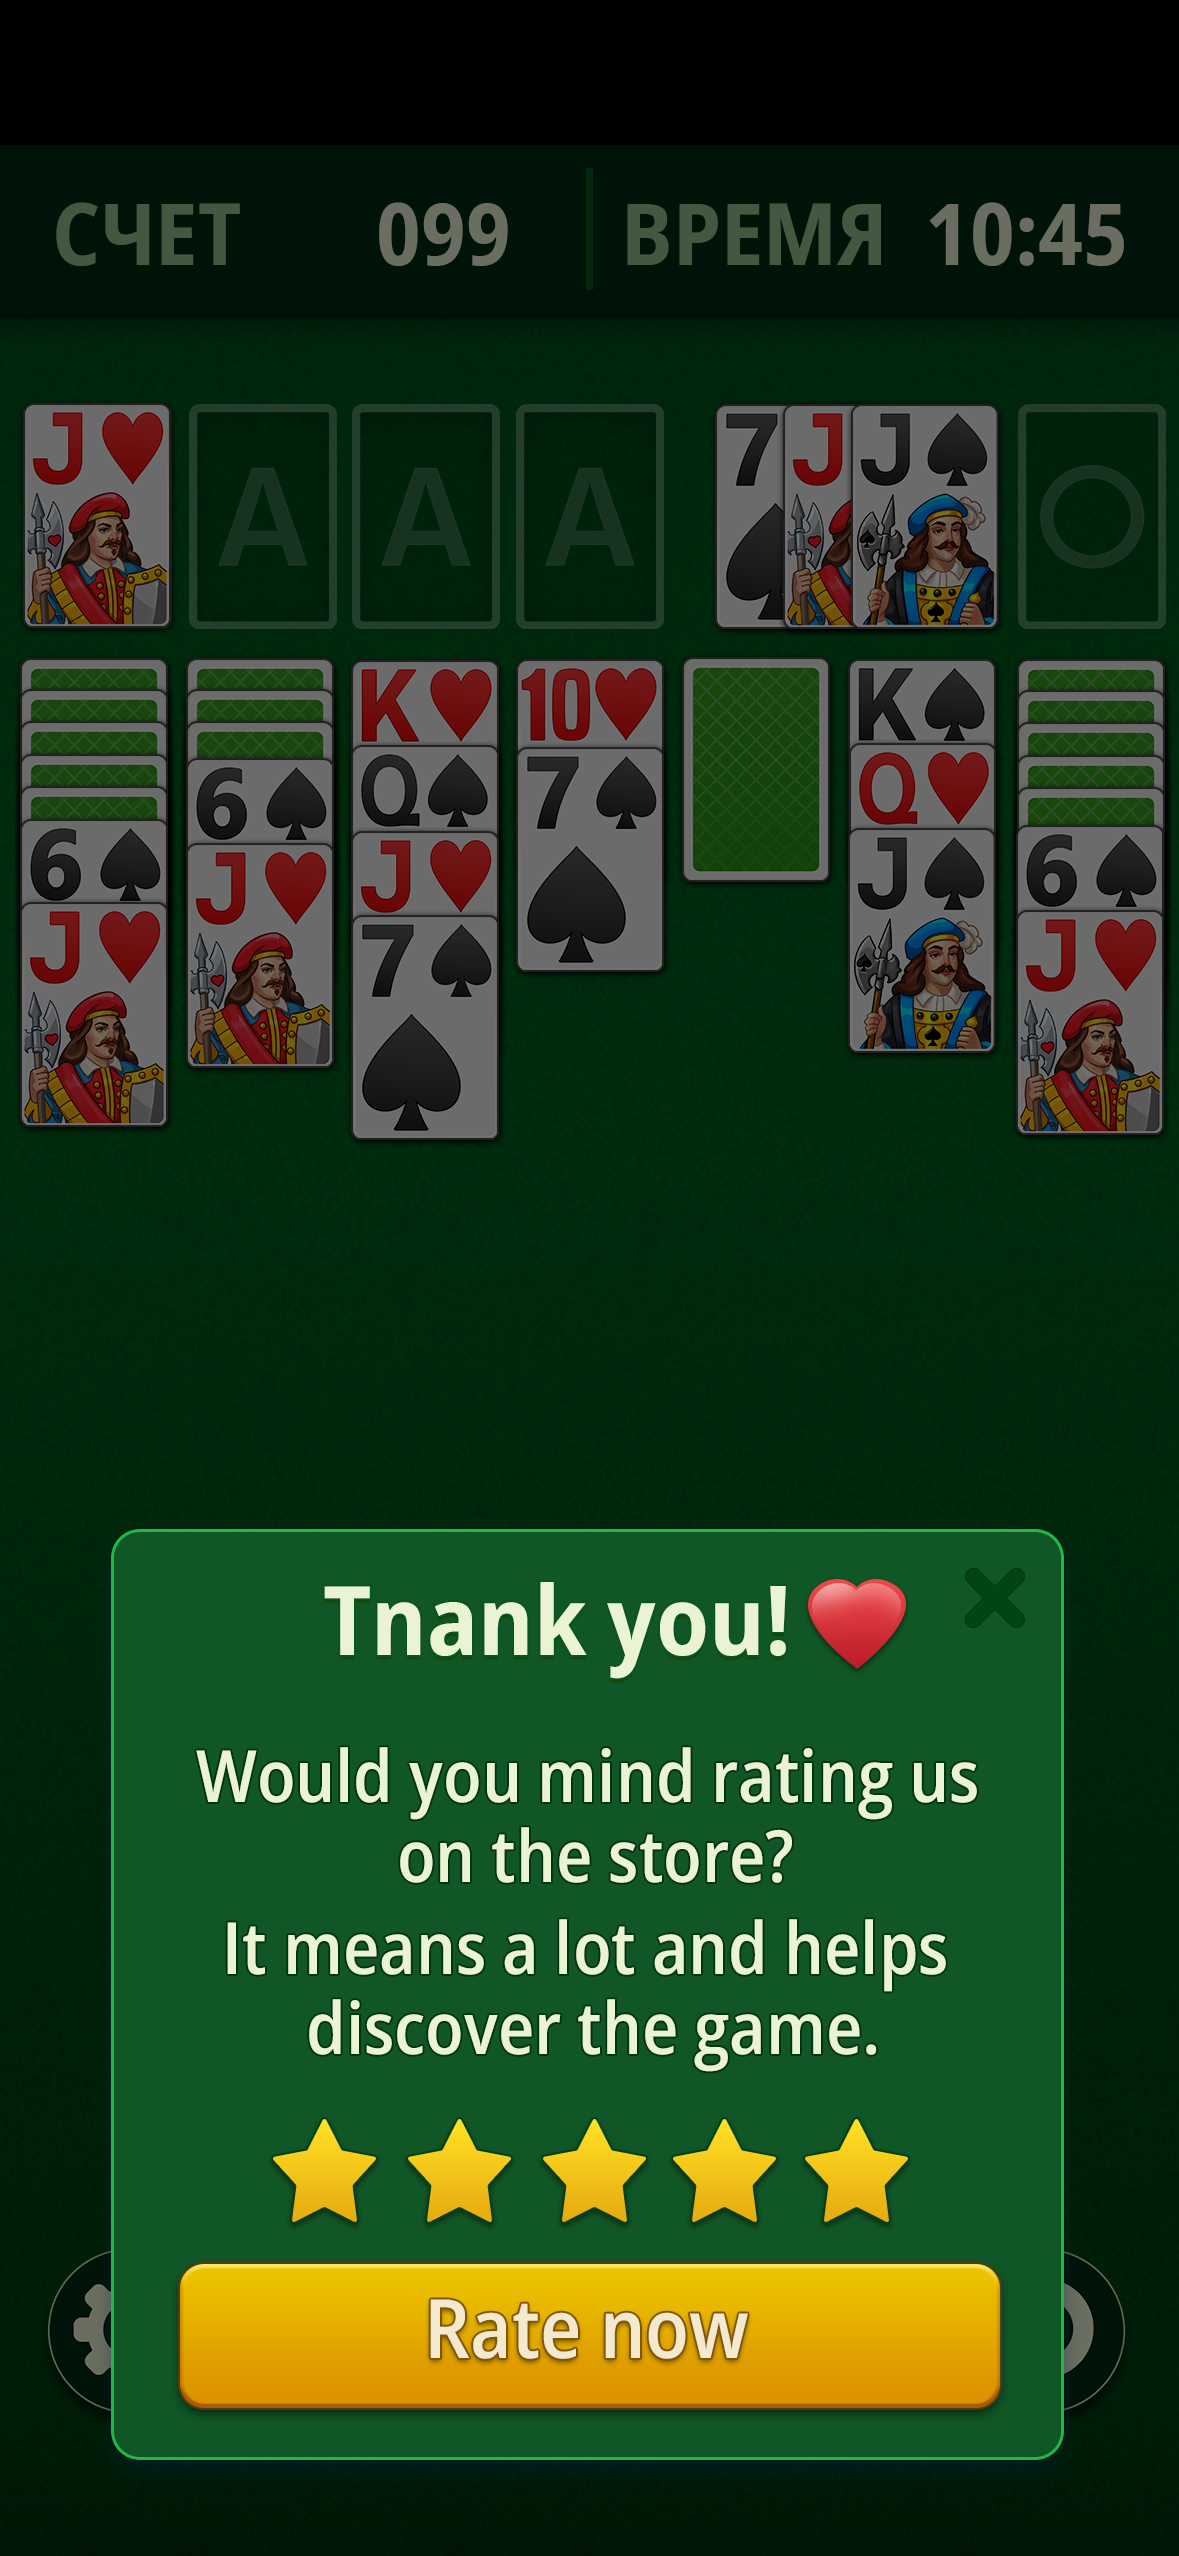 СЧЕТ 099 ВРЕМЯ 10:45
J A A A 7 J J
K 10 K
Q 7 Q
6 6 J J 6
J J 7 J
Tnank you!
Would you mind rating us
on the store?
It means a lot and helps
discover the game.
Rate now